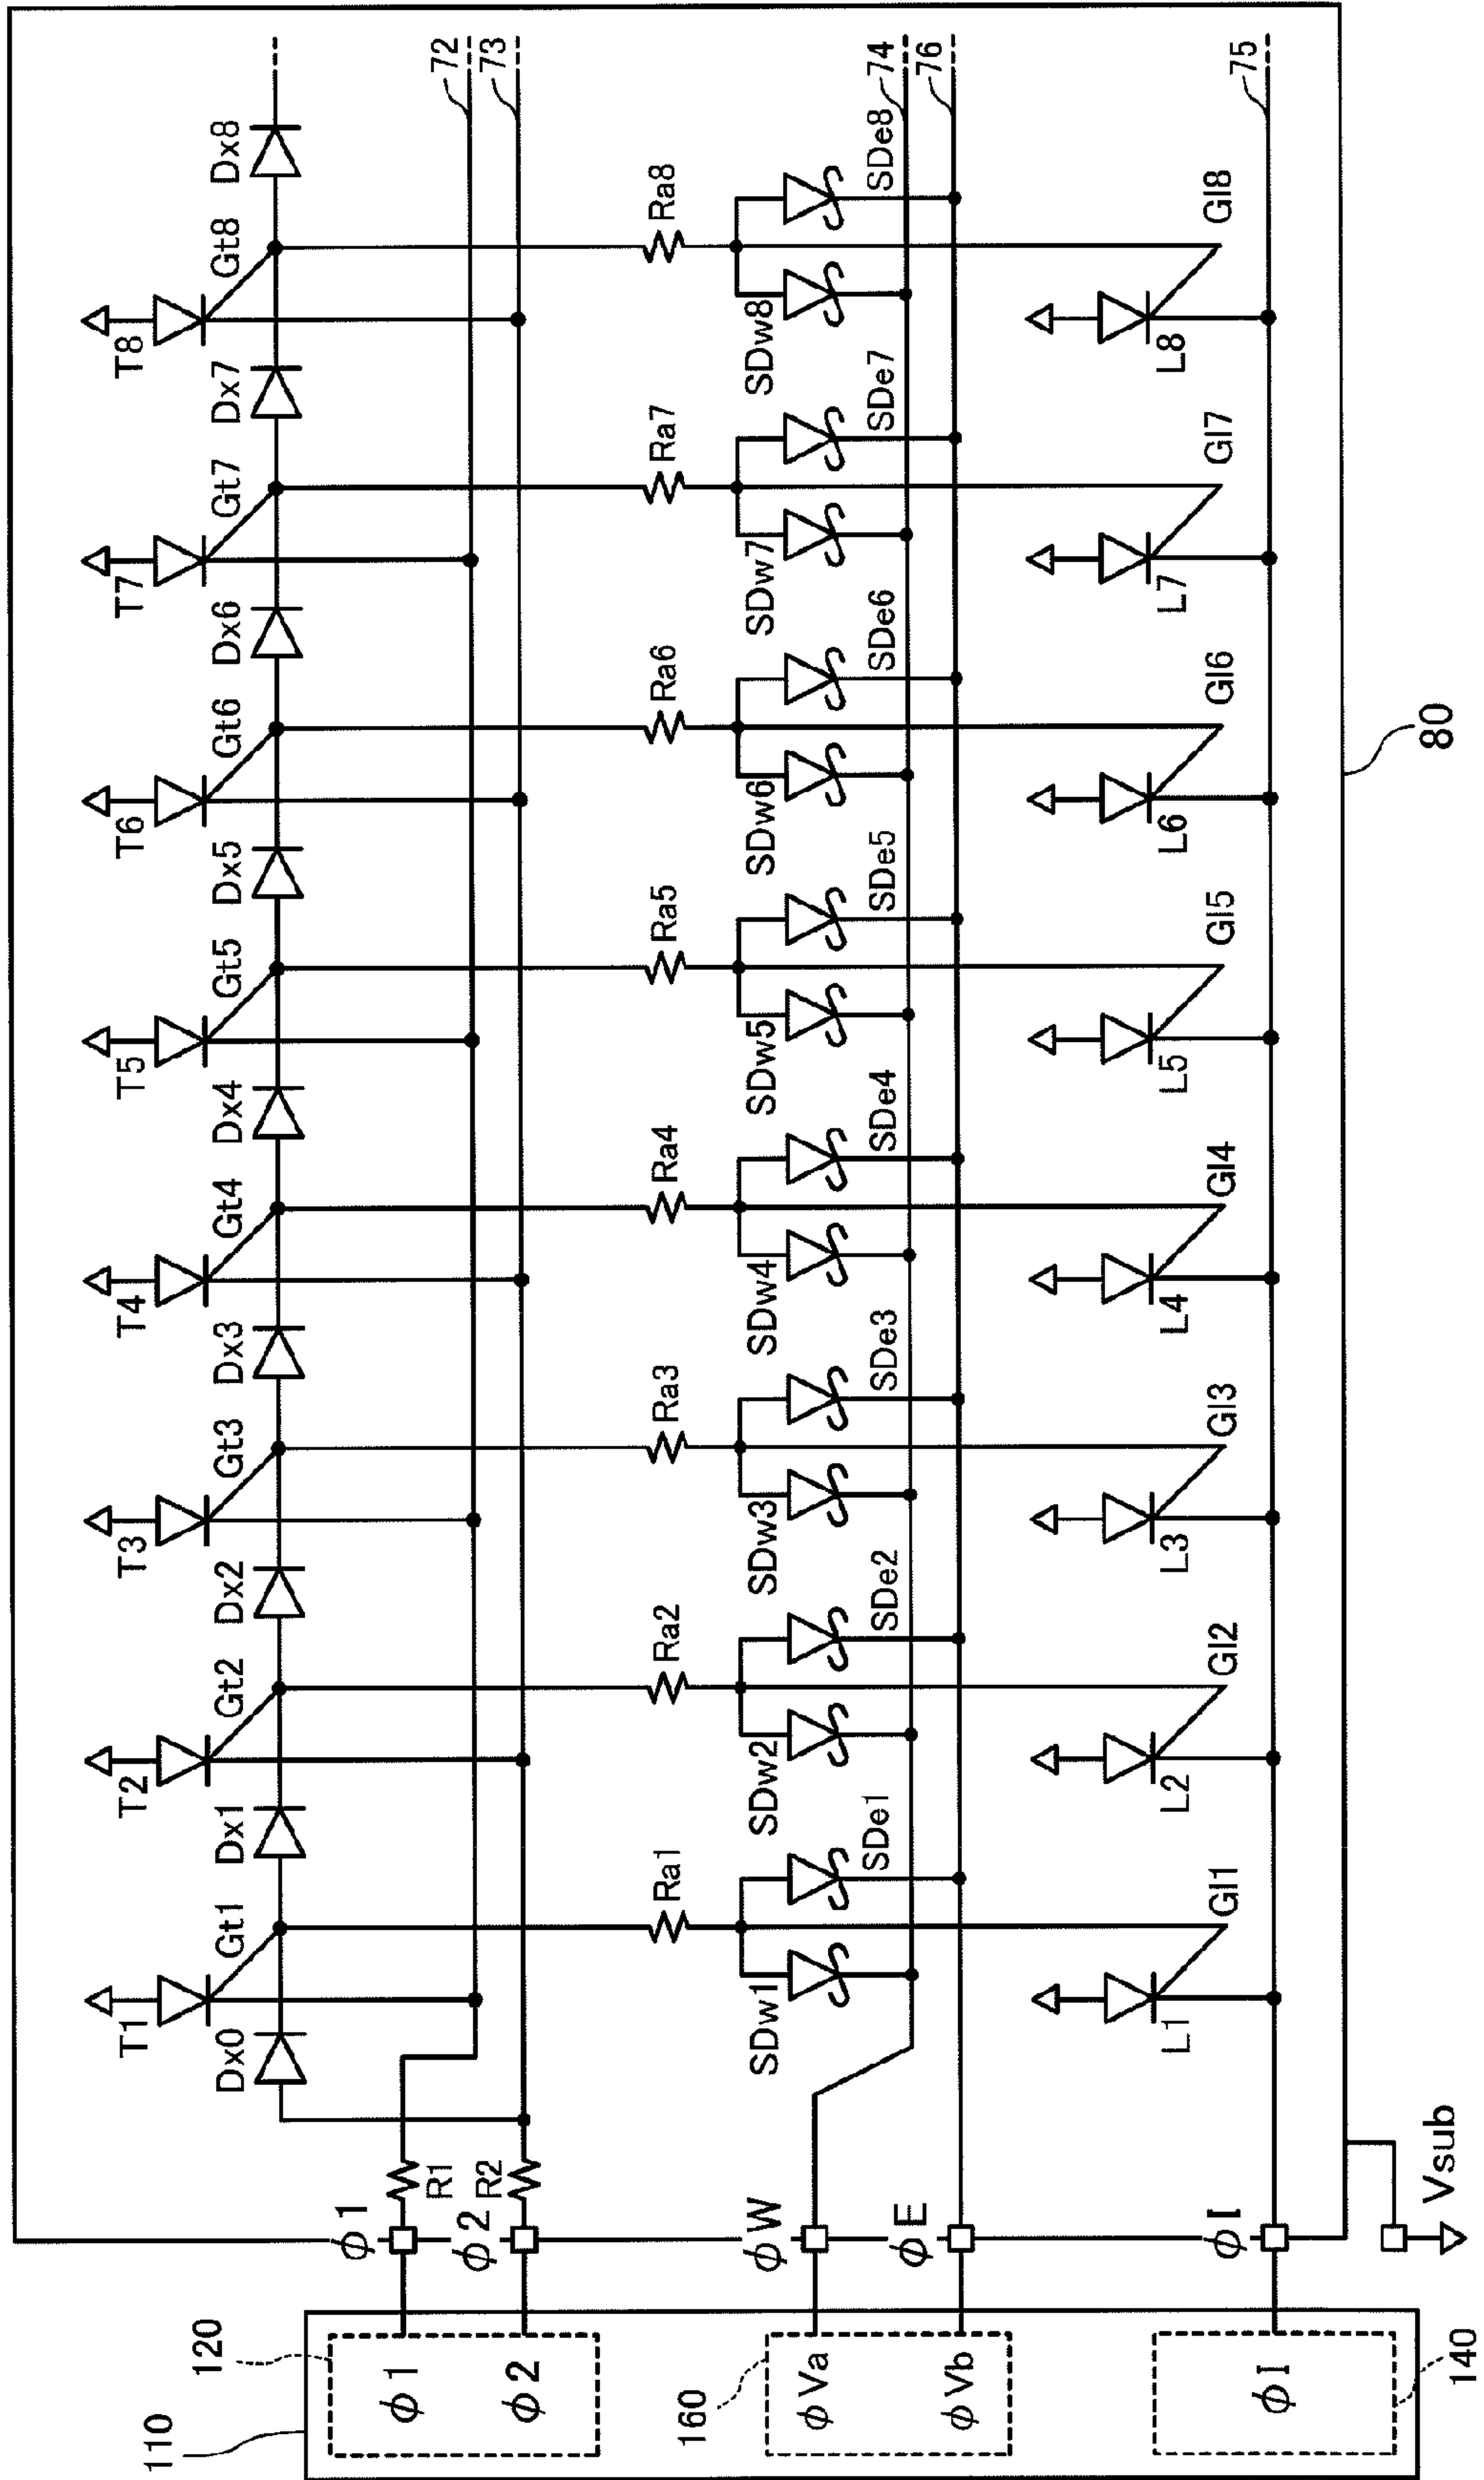 110
120
φ1
φ2
160
φVa
φVb
φI
140
φ1
φ2
φW
φE
φI
Vsub
80
R1
R2
T1 T2 T3 T4 T5 T6 T7 T8
Dx0 Dx1 Dx2 Dx3 Dx4 Dx5 Dx6 Dx7 Dx8
Gt1 Gt2 Gt3 Gt4 Gt5 Gt6 Gt7 Gt8
72
73
Ra1 Ra2 Ra3 Ra4 Ra5 Ra6 Ra7 Ra8
SDw1 SDw2 SDw3 SDw4 SDw5 SDw6 SDw7 SDw8
SDe1 SDe2 SDe3 SDe4 SDe5 SDe6 SDe7 SDe8
74
76
Gl1 Gl2 Gl3 Gl4 Gl5 Gl6 Gl7 Gl8
L1 L2 L3 L4 L5 L6 L7 L8
75